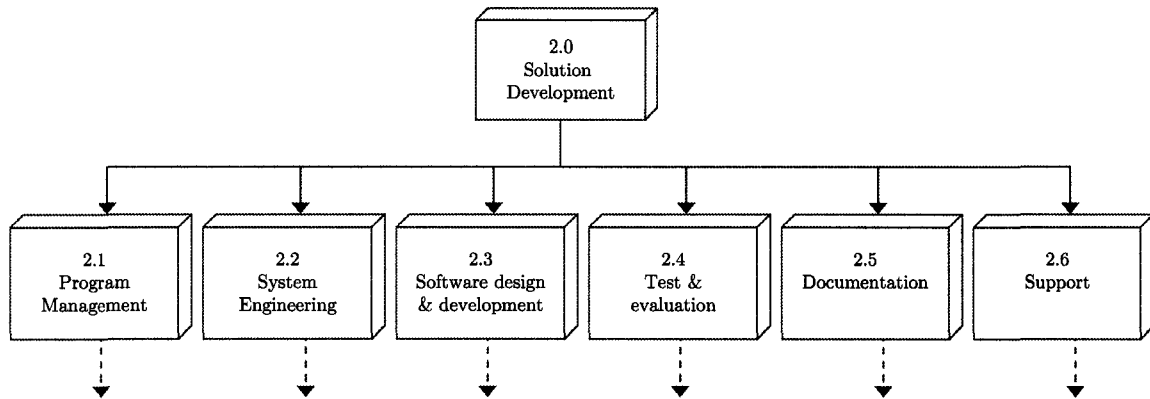 2.0
Solution
Development
2.1
Program
Management
2.2
System
Engineering
2.3
Software design
& development
2.4
Test &
evaluation
2.5
Documentation
2.6
Support